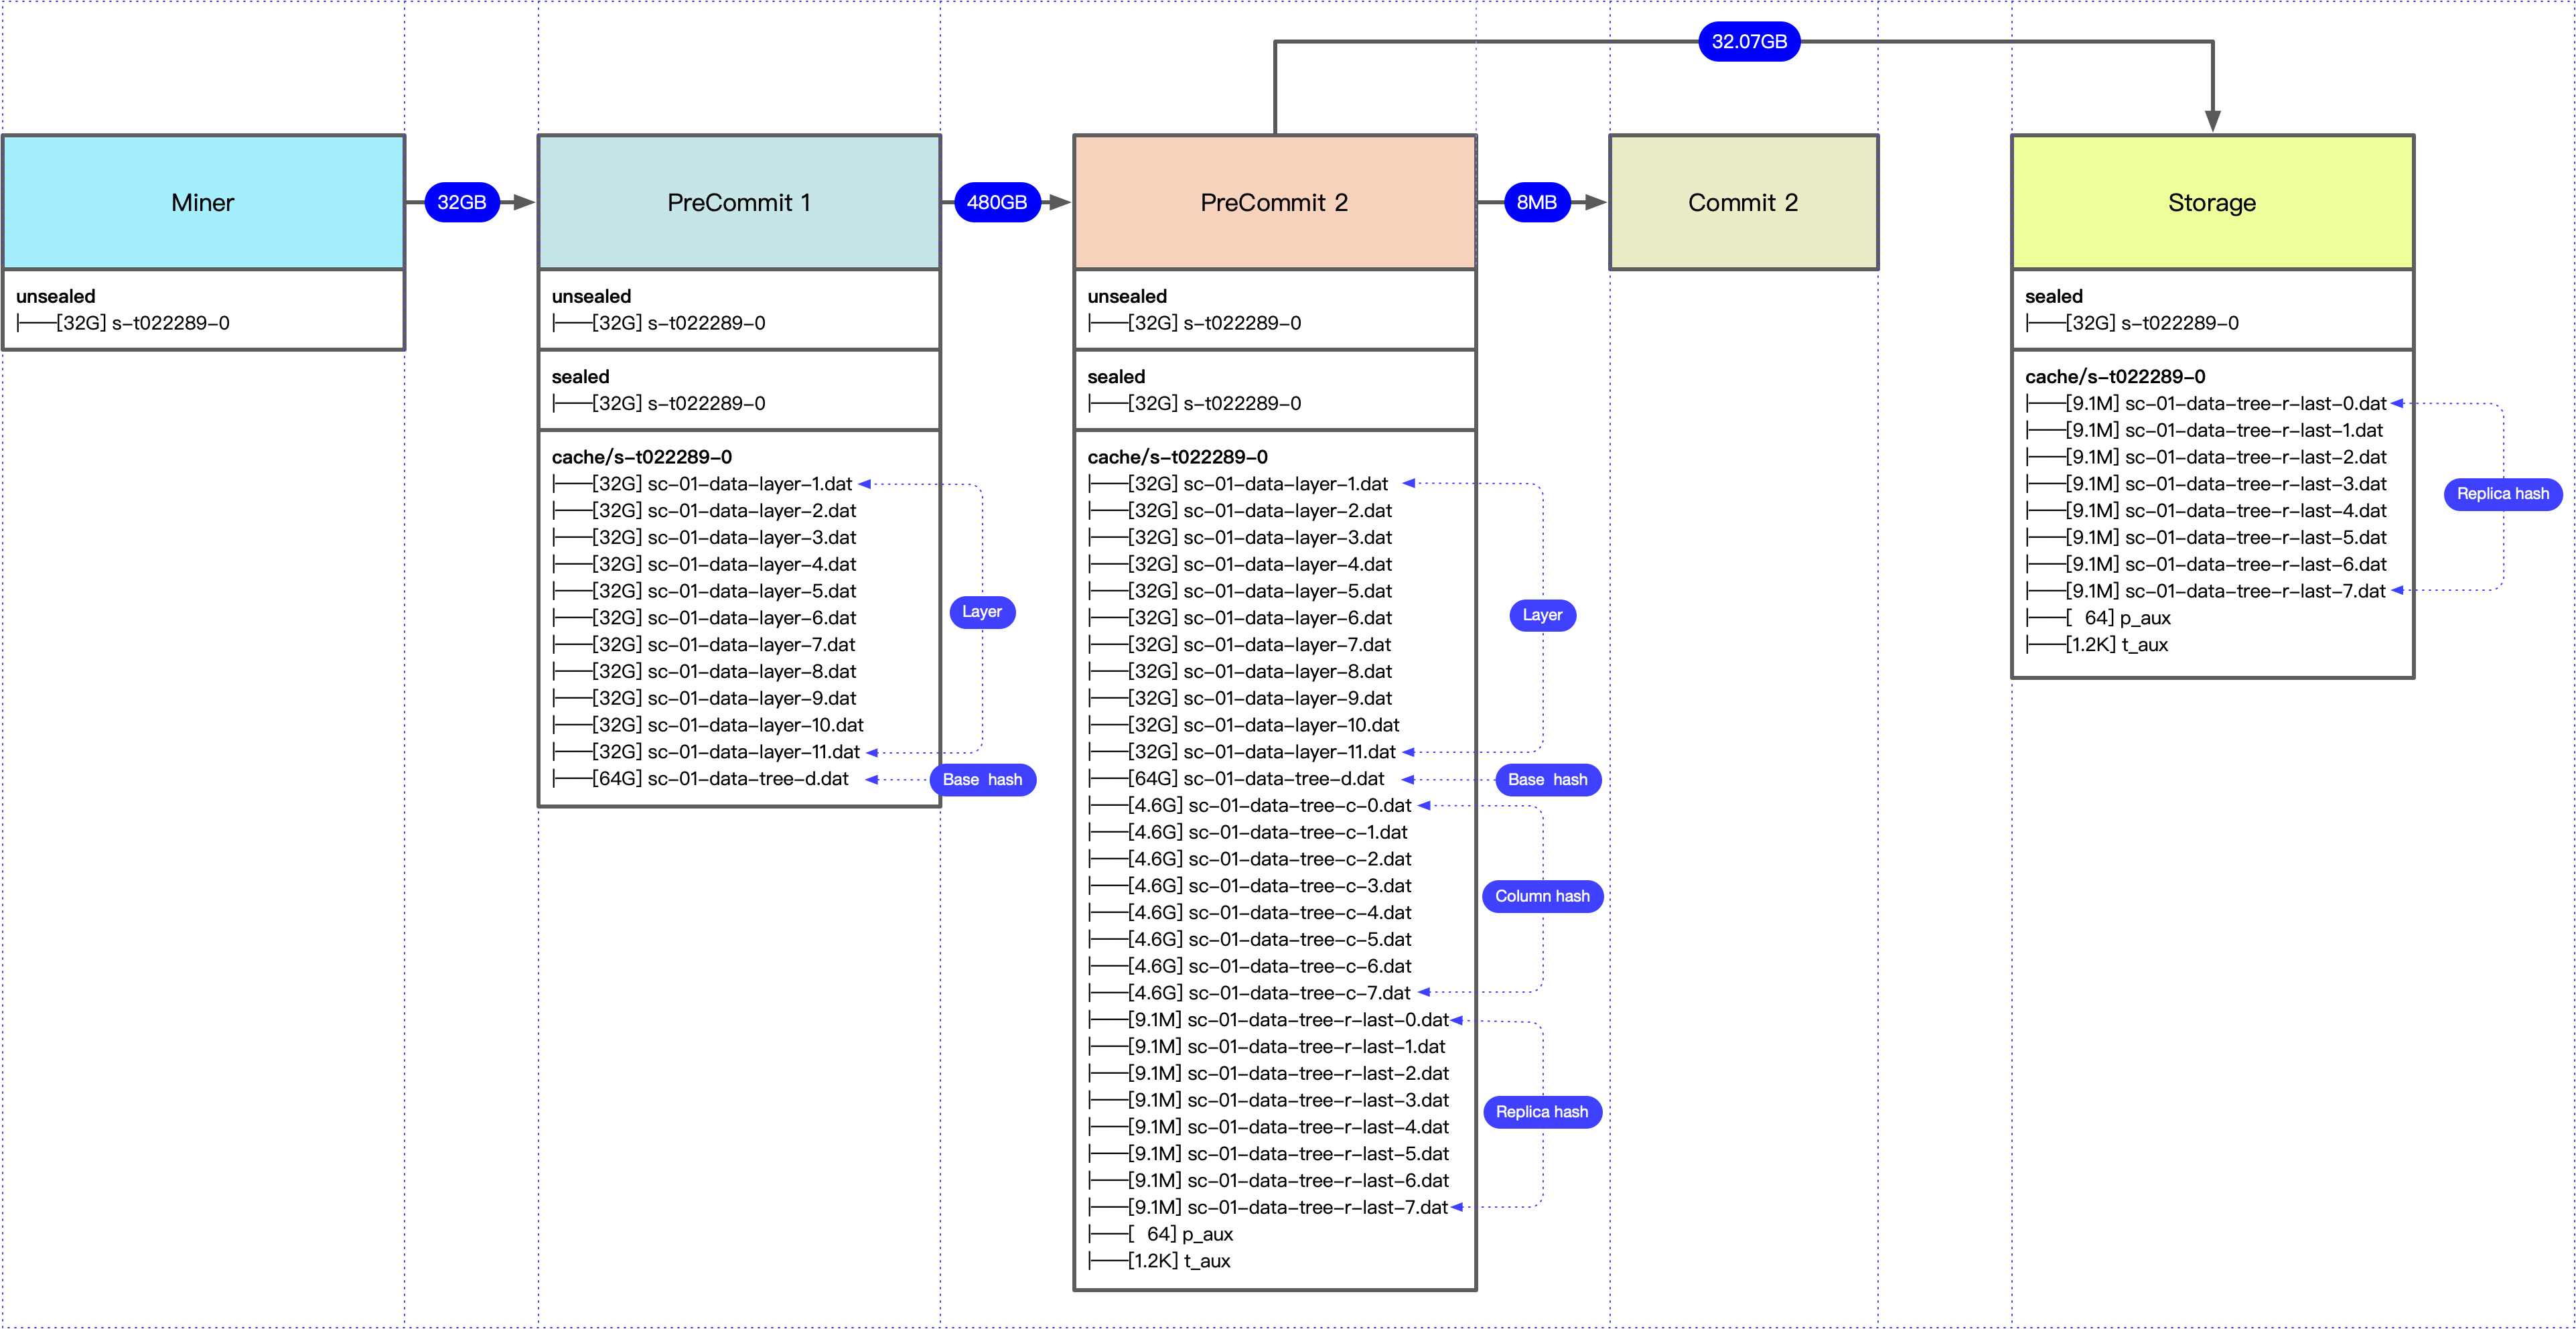 32.07GB
Miner
32GB
PreCommit 1
480GB
PreCommit 2
8MB
Commit 2
Storage
unsealed
|——[32G] s-t022289-0
unsealed
|——[32G] s-t022289-0
sealed
|——[32G] s-t022289-0
cache/s-t022289-0
|——[32G] sc-01-data-layer-1.dat
|——[32G] sc-01-data-layer-2.dat
|——[32G] sc-01-data-layer-3.dat
|——[32G] sc-01-data-layer-4.dat
|——[32G] sc-01-data-layer-5.dat
|——[32G] sc-01-data-layer-6.dat
|——[32G] sc-01-data-layer-7.dat
|——[32G] sc-01-data-layer-8.dat
|——[32G] sc-01-data-layer-9.dat
|——[32G] sc-01-data-layer-10.dat
|——[32G] sc-01-data-layer-11.dat
|——[64G] sc-01-data-tree-d.dat
Layer
Base hash
unsealed
|——[32G] s-t022289-0
sealed
|——[32G] s-t022289-0
cache/s-t022289-0
|——[32G] sc-01-data-layer-1.dat
|——[32G] sc-01-data-layer-2.dat
|——[32G] sc-01-data-layer-3.dat
|——[32G] sc-01-data-layer-4.dat
|——[32G] sc-01-data-layer-5.dat
|——[32G] sc-01-data-layer-6.dat
|——[32G] sc-01-data-layer-7.dat
|——[32G] sc-01-data-layer-8.dat
|——[32G] sc-01-data-layer-9.dat
|——[32G] sc-01-data-layer-10.dat
|——[32G] sc-01-data-layer-11.dat
|——[64G] sc-01-data-tree-d.dat
|——[4.6G] sc-01-data-tree-c-0.dat
|——[4.6G] sc-01-data-tree-c-1.dat
|——[4.6G] sc-01-data-tree-c-2.dat
|——[4.6G] sc-01-data-tree-c-3.dat
|——[4.6G] sc-01-data-tree-c-4.dat
|——[4.6G] sc-01-data-tree-c-5.dat
|——[4.6G] sc-01-data-tree-c-6.dat
|——[4.6G] sc-01-data-tree-c-7.dat
|——[9.1M] sc-01-data-tree-r-last-0.dat
|——[9.1M] sc-01-data-tree-r-last-1.dat
|——[9.1M] sc-01-data-tree-r-last-2.dat
|——[9.1M] sc-01-data-tree-r-last-3.dat
|——[9.1M] sc-01-data-tree-r-last-4.dat
|——[9.1M] sc-01-data-tree-r-last-5.dat
|——[9.1M] sc-01-data-tree-r-last-6.dat
|——[9.1M] sc-01-data-tree-r-last-7.dat
|——[ 64] p_aux
|——[1.2K] t_aux
Layer
Base hash
Column hash
Replica hash
sealed
|——[32G] s-t022289-0
cache/s-t022289-0
|——[9.1M] sc-01-data-tree-r-last-0.dat
|——[9.1M] sc-01-data-tree-r-last-1.dat
|——[9.1M] sc-01-data-tree-r-last-2.dat
|——[9.1M] sc-01-data-tree-r-last-3.dat
|——[9.1M] sc-01-data-tree-r-last-4.dat
|——[9.1M] sc-01-data-tree-r-last-5.dat
|——[9.1M] sc-01-data-tree-r-last-6.dat
|——[9.1M] sc-01-data-tree-r-last-7.dat
|——[ 64] p_aux
|——[1.2K] t_aux
Replica hash